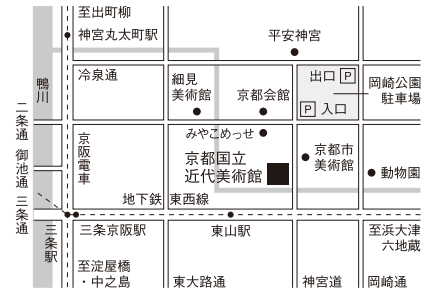 至出町柳
神宮丸太町駅
平安神宮
鴨川
冷泉通
細見
美術館
京都会館
出口 P
P 入口
岡崎公園
駐車場
二条通 御池通 三条通
京阪電車
みやこめっせ
京都国立
近代美術館
京都市
美術館
動物園
地下鉄 東西線
三条駅
三条京阪駅
東山駅
至浜大津
六地蔵
至淀屋橋
・中之島
東大路通
神宮道
岡崎通